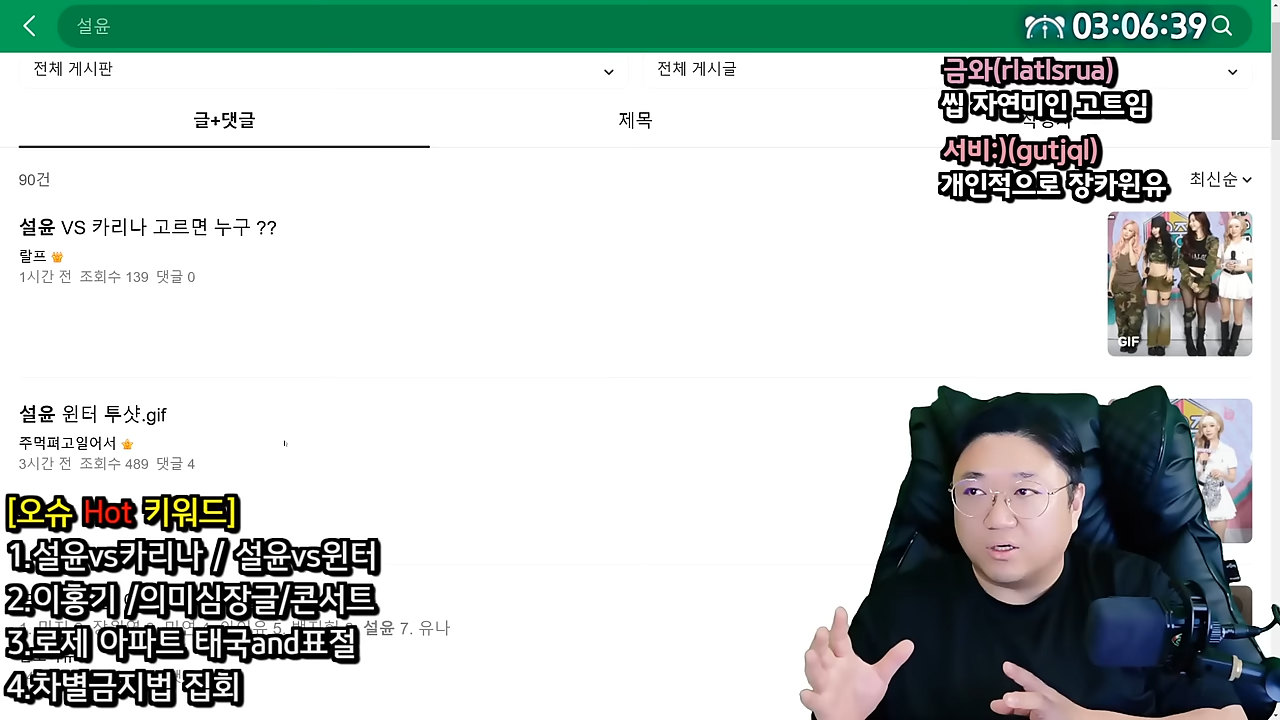 설윤
03:06:39
전체 게시판
전체 게시글
금와(rlatlsrua)
씹 자연미인 고트임
글+댓글
제목
서비:)(gutjql)
개인적으로 장카윈유
90건
최신순
설윤 VS 카리나 고르면 누구 ??
랄프
1시간 전 조회수 139 댓글 0
GIF
설윤 윈터 투샷.gif
주먹펴고일어서
3시간 전 조회수 489 댓글 4
[오슈 Hot 키워드]
1.설윤vs카리나 / 설윤vs윈터
2.이홍기 /의미심장글/콘서트
설윤 7. 유나
3.로제 아파트 태국and표절
4.차별금지법 집회